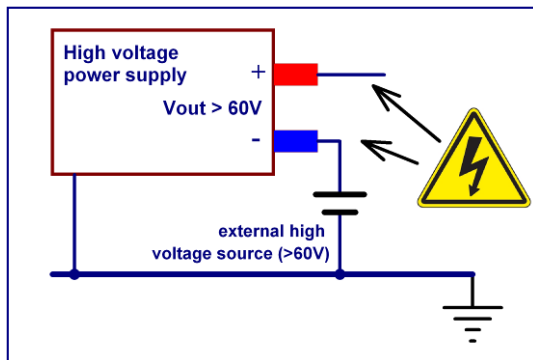 High voltage
power supply
+
Vout > 60V
-
external high
voltage source (>60V)